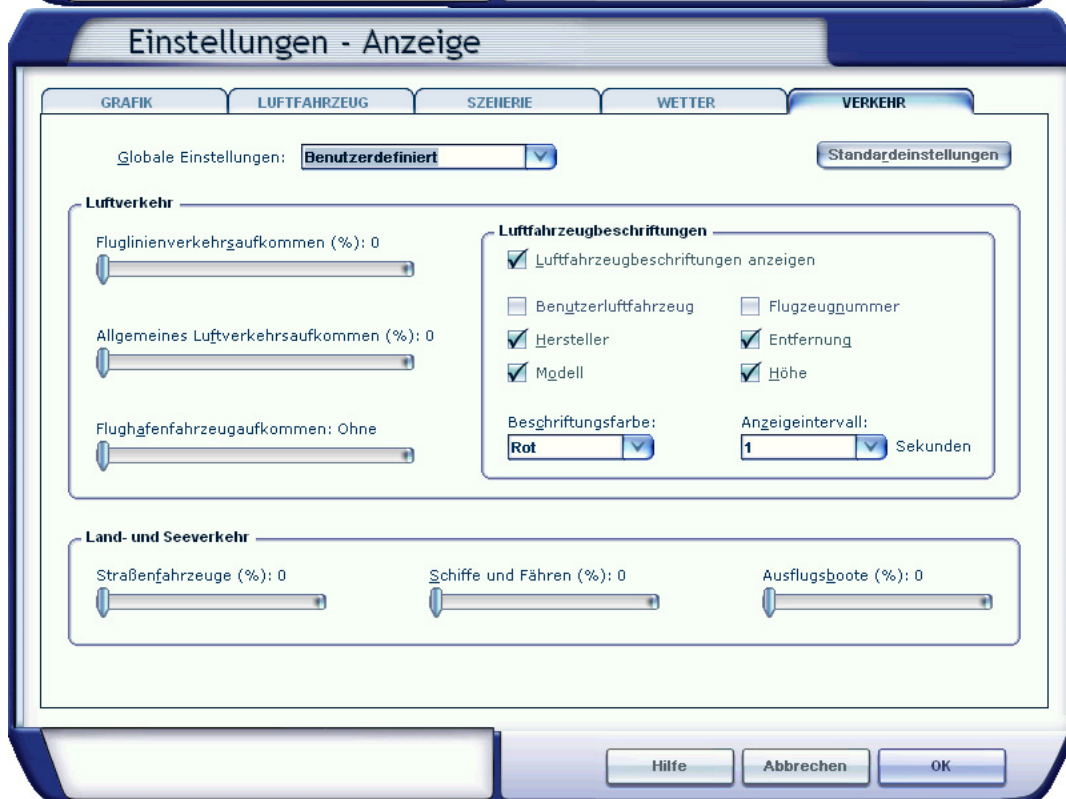 Einstellungen - Anzeige
GRAFIK LUFTFAHRZEUG SZENERIE WETTER VERKEHR
Globale Einstellungen: Benutzerdefiniert Standardeinstellungen
Luftverkehr
Fluglinienverkehrsaufkommen (%): 0
Allgemeines Luftverkehrsaufkommen (%): 0
Flughafenfahrzeugaufkommen: Ohne
Luftfahrzeugbeschriftungen
Luftfahrzeugbeschriftungen anzeigen
Benutzerluftfahrzeug Flugzeugnummer
Hersteller Entfernung
Modell Höhe
Beschriftungsfarbe: Anzeigeintervall:
Rot 1 Sekunden
Land- und Seeverkehr
Straßenfahrzeuge (%): 0 Schiffe und Fähren (%): 0 Ausflugsboote (%): 0
Hilfe Abbrechen OK